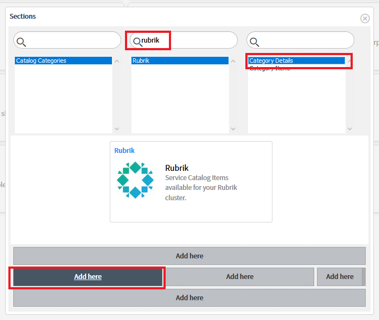 Sections
rubrik
Catalog Categories
Rubrik
Category Details
Category Items
Rubrik
Rubrik
Service Catalog Items
available for your Rubrik
cluster.
Add here
Add here
Add here
Add here
Add here